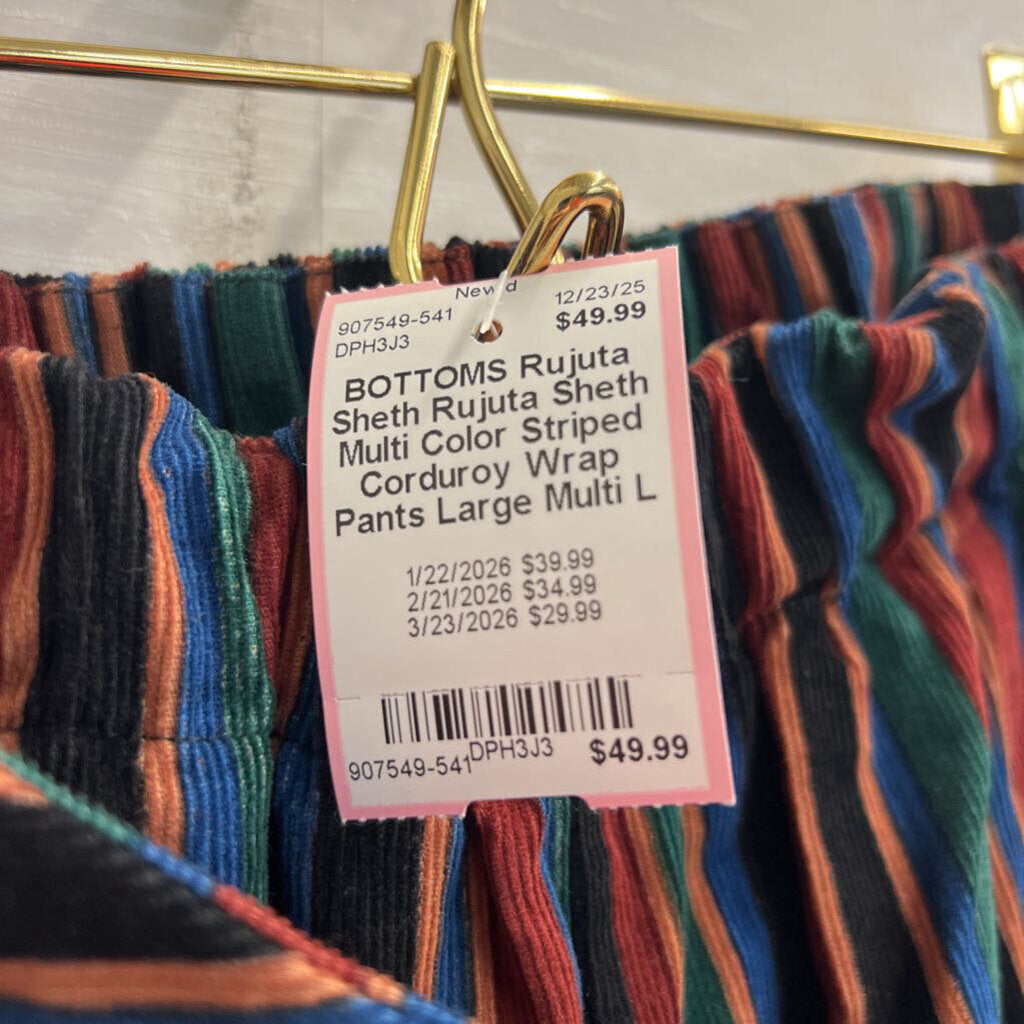 New d 12/23/25
907549-541 $49.99
DPH3J3
BOTTOMS Rujuta
Sheth Rujuta Sheth
Multi Color Striped
Corduroy Wrap
Pants Large Multi L
1/22/2026 $39.99
2/21/2026 $34.99
3/23/2026 $29.99
907549-541 DPH3J3 $49.99